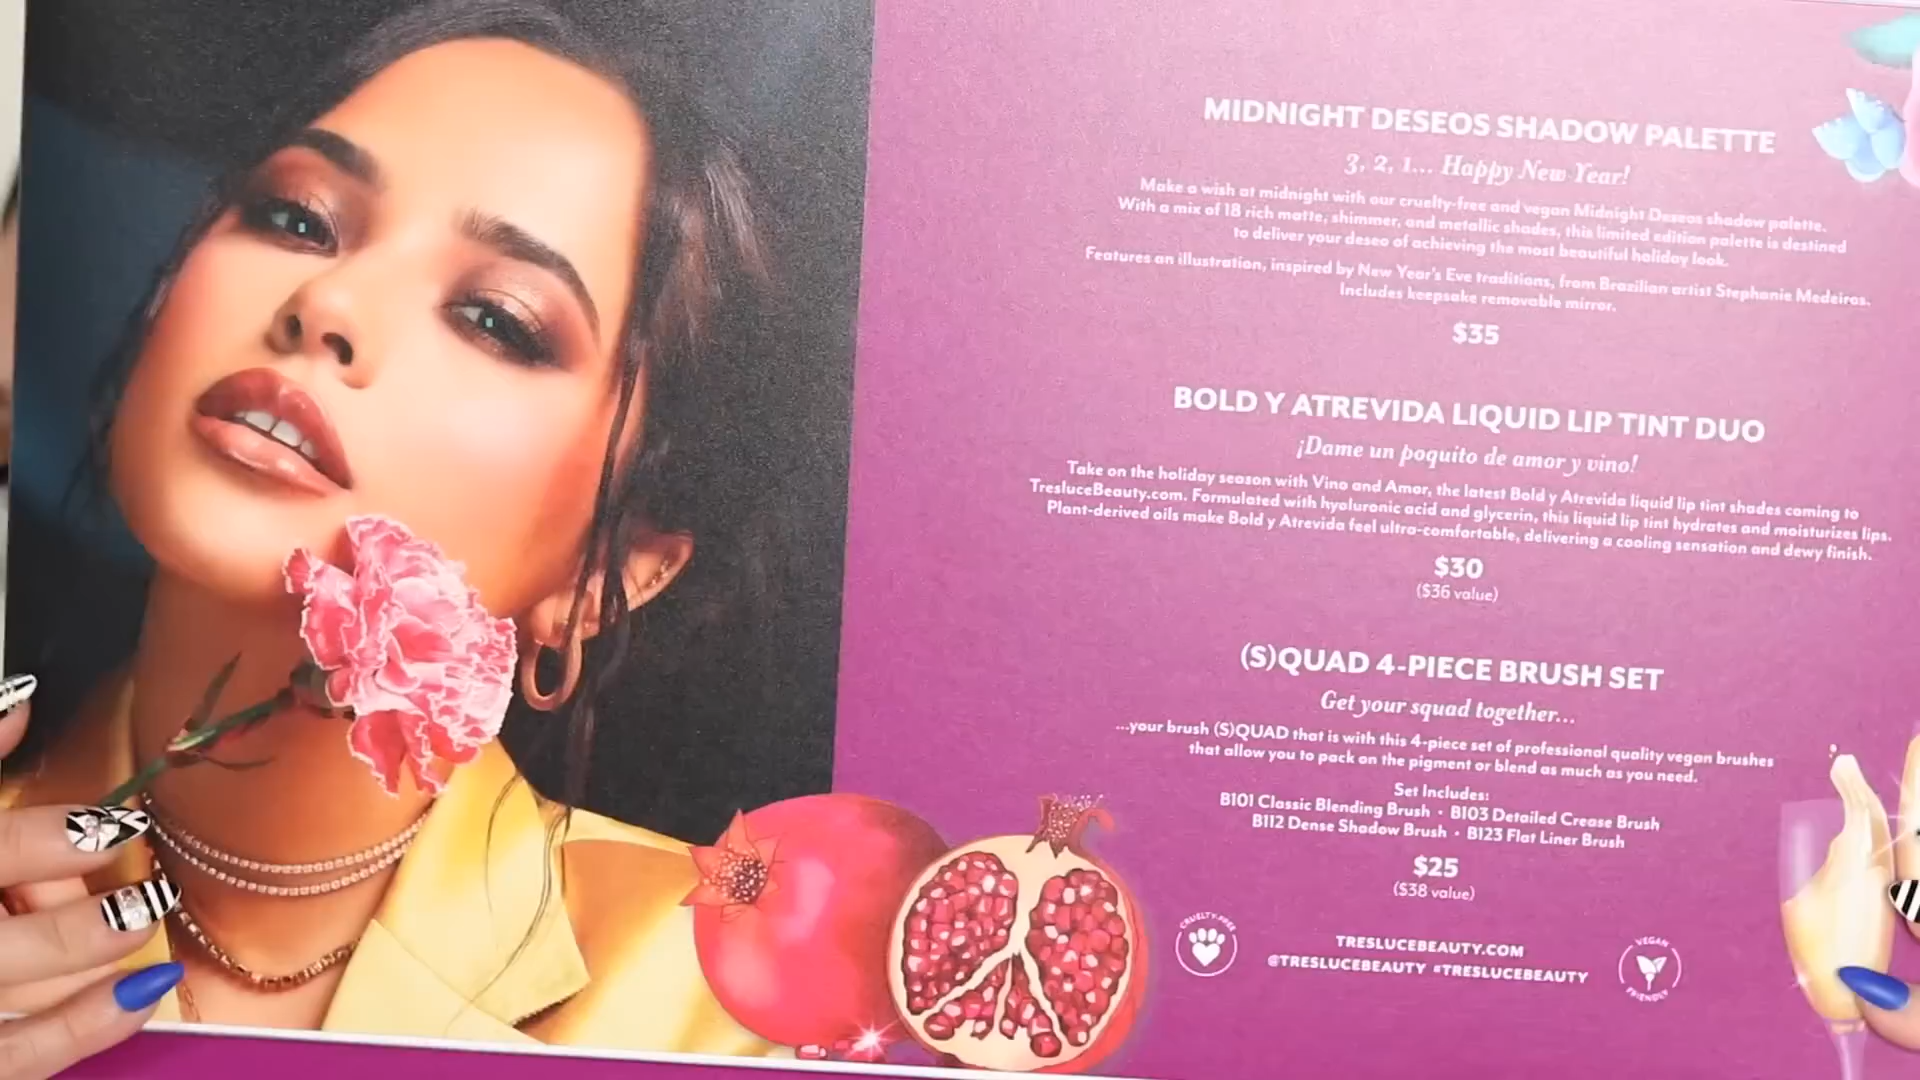 MIDNIGHT DESEOS SHADOW PALETTE
3, 2, 1... Happy New Year!
Make a wish at midnight with our cruelty-free and vegan Midnight Deseos shadow palette.
With a mix of 18 rich matte, shimmer, and metallic shades, this limited edition palette is destined
to deliver your deseo of achieving the most beautiful holiday look.
Features an illustration, inspired by New Year's Eve traditions, from Brazilian artist Stephanie Medeiros.
Includes keepsake removable mirror.
$35
BOLD Y ATREVIDA LIQUID LIP TINT DUO
¡Dame un poquito de amor y vino!
Take on the holiday season with Vino and Amor, the latest Bold y Atrevida liquid lip tint shades coming to
TresluceBeauty.com. Formulated with hyaluronic acid and glycerin, this liquid lip tint hydrates and moisturizes lips.
Plant-derived oils make Bold y Atrevida feel ultra-comfortable, delivering a cooling sensation and dewy finish.
$30
($36 value)
(S)QUAD 4-PIECE BRUSH SET
Get your squad together...
...your brush (S)QUAD that is with this 4-piece set of professional quality vegan brushes
that allow you to pack on the pigment or blend as much as you need.
Set Includes:
B101 Classic Blending Brush • B103 Detailed Crease Brush
B112 Dense Shadow Brush • B123 Flat Liner Brush
$25
($38 value)
CRUELTY-FREE
TRESLUCEBEAUTY.COM
@TRESLUCEBEAUTY #TRESLUCEBEAUTY
VEGAN
FRIENDLY